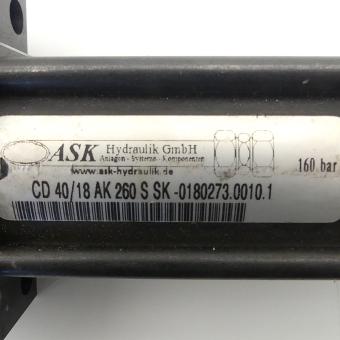 ASK Hydraulik GmbH
Anlagen - Systeme - Komponenten
www.ask-hydraulik.de
160 bar
CD 40/18 AK 260 S SK -0180273.0010.1